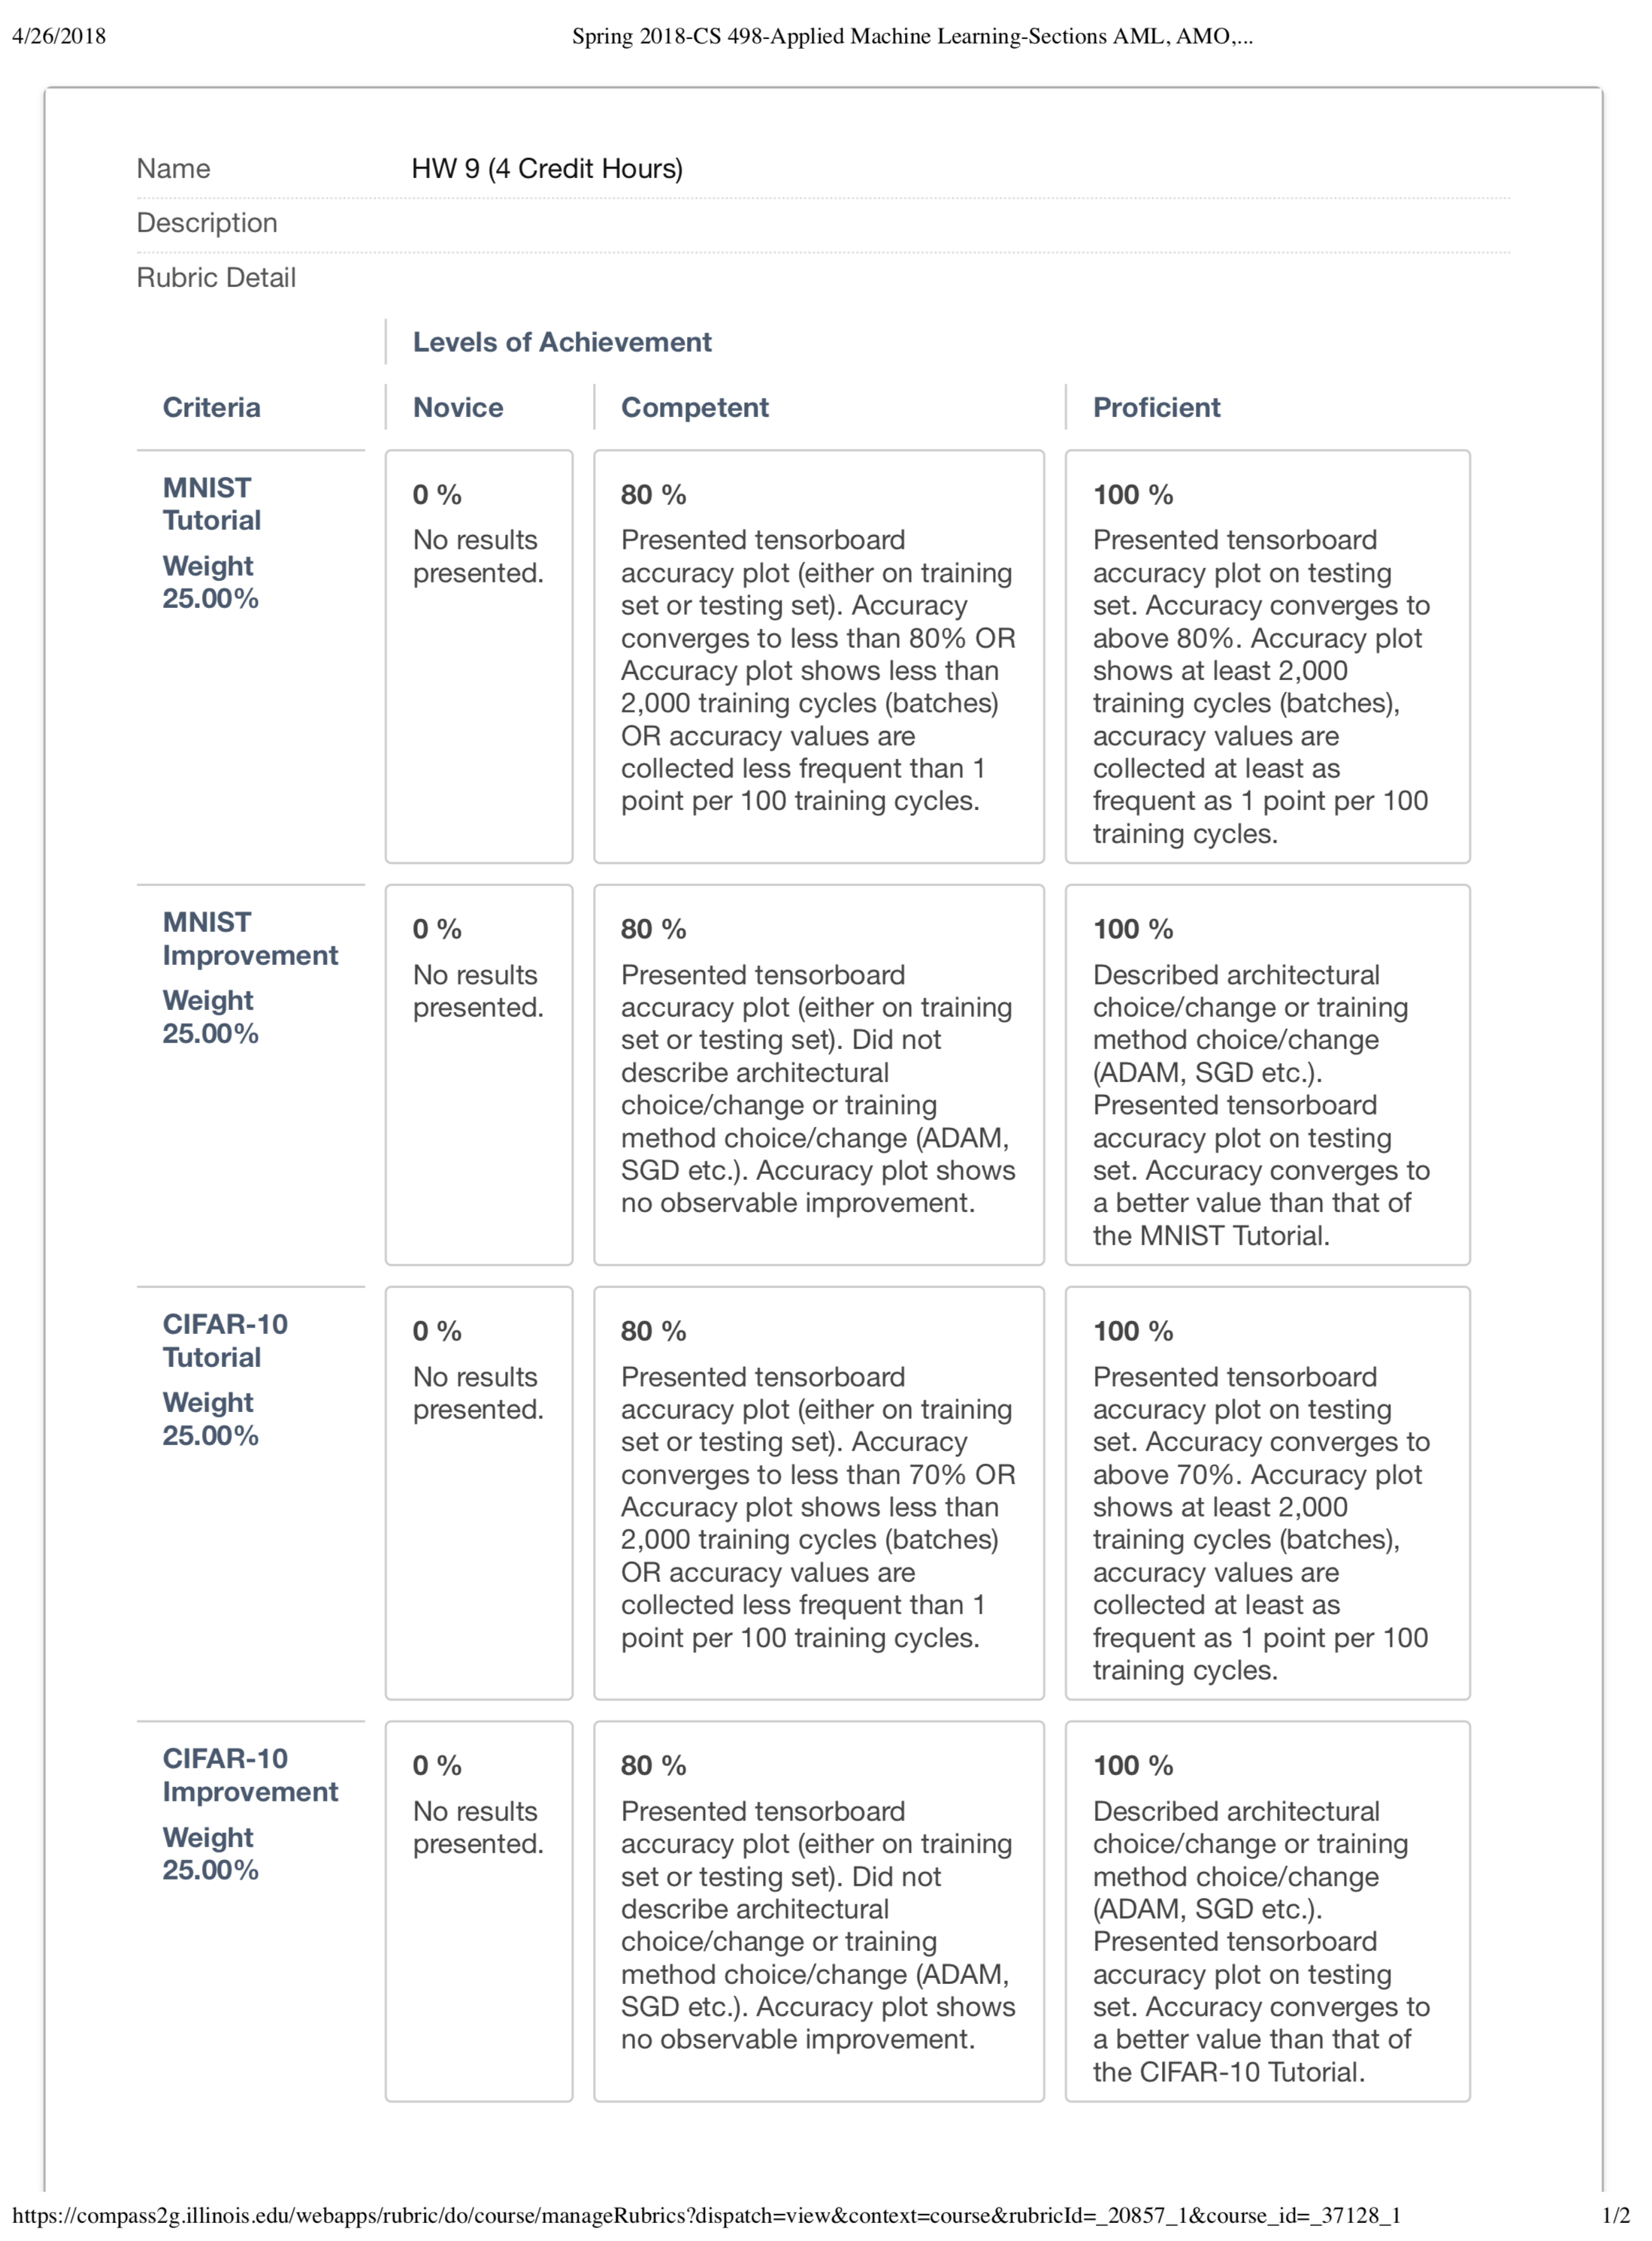 4/26/2018
Spring 2018-CS 498-Applied Machine Learning-Sections AML, AMO,...
Name
HW 9 (4 Credit Hours)
Description
Rubric Detail
Levels of Achievement
Criteria
Novice
Competent
Proficient
MNIST
Tutorial
Weight
25.00%
0 %
No results
presented.
80 %
Presented tensorboard
accuracy plot (either on training
set or testing set). Accuracy
converges to less than 80% OR
Accuracy plot shows less than
2,000 training cycles (batches)
OR accuracy values are
collected less frequent than 1
point per 100 training cycles.
100 %
Presented tensorboard
accuracy plot on testing
set. Accuracy converges to
above 80%. Accuracy plot
shows at least 2,000
training cycles (batches),
accuracy values are
collected at least as
frequent as 1 point per 100
training cycles.
MNIST
Improvement
Weight
25.00%
0 %
No results
presented.
80 %
Presented tensorboard
accuracy plot (either on training
set or testing set). Did not
describe architectural
choice/change or training
method choice/change (ADAM,
SGD etc.). Accuracy plot shows
no observable improvement.
100 %
Described architectural
choice/change or training
method choice/change
(ADAM, SGD etc.).
Presented tensorboard
accuracy plot on testing
set. Accuracy converges to
a better value than that of
the MNIST Tutorial.
CIFAR-10
Tutorial
Weight
25.00%
0 %
No results
presented.
80 %
Presented tensorboard
accuracy plot (either on training
set or testing set). Accuracy
converges to less than 70% OR
Accuracy plot shows less than
2,000 training cycles (batches)
OR accuracy values are
collected less frequent than 1
point per 100 training cycles.
100 %
Presented tensorboard
accuracy plot on testing
set. Accuracy converges to
above 70%. Accuracy plot
shows at least 2,000
training cycles (batches),
accuracy values are
collected at least as
frequent as 1 point per 100
training cycles.
CIFAR-10
Improvement
Weight
25.00%
0 %
No results
presented.
80 %
Presented tensorboard
accuracy plot (either on training
set or testing set). Did not
describe architectural
choice/change or training
method choice/change (ADAM,
SGD etc.). Accuracy plot shows
no observable improvement.
100 %
Described architectural
choice/change or training
method choice/change
(ADAM, SGD etc.).
Presented tensorboard
accuracy plot on testing
set. Accuracy converges to
a better value than that of
the CIFAR-10 Tutorial.
https://compass2g.illinois.edu/webapps/rubric/do/course/manageRubrics?dispatch=view&context=course&rubricId=_20857_1&course_id=_37128_1
1/2